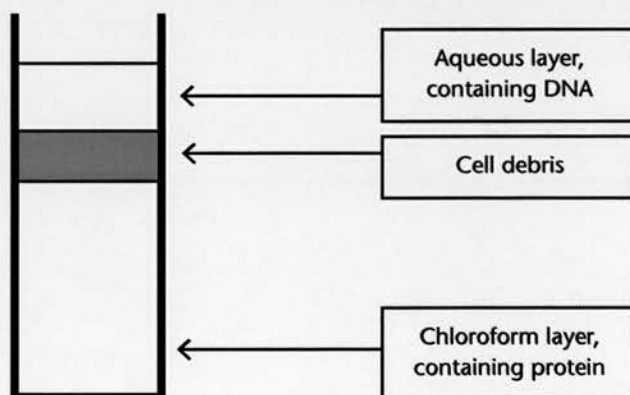 Aqueous layer,
containing DNA
Cell debris
Chloroform layer,
containing protein